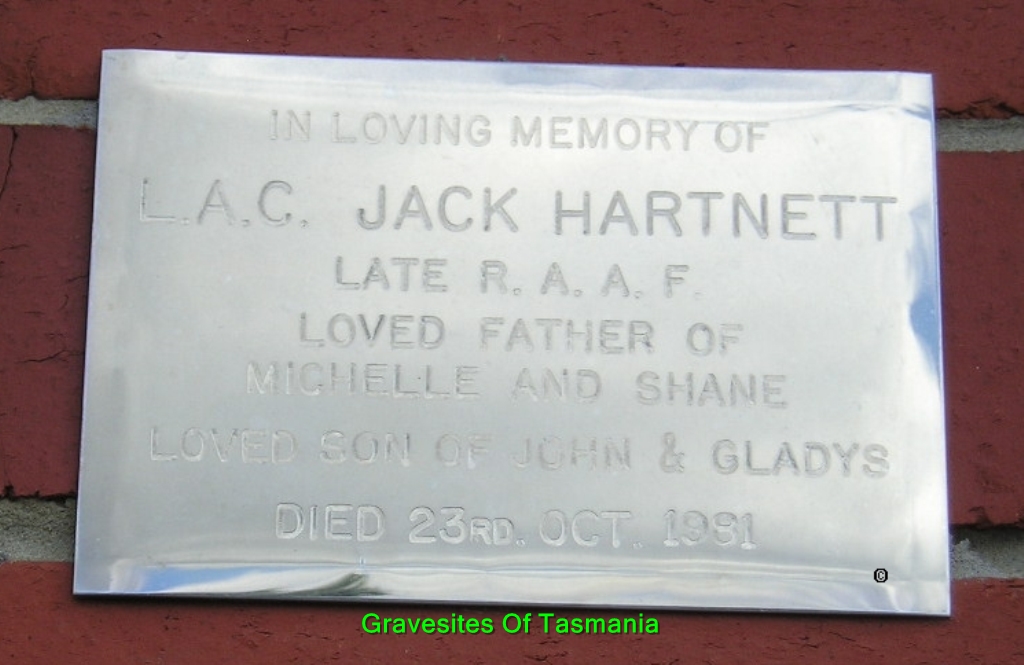 IN LOVING MEMORY OF
L.A.C. JACK HARTNETT
LATE R. A. A. F.
LOVED FATHER OF
MICHELLE AND SHANE
LOVED SON OF JOHN & GLADYS
DIED 23RD. OCT. 1981
©
Gravesites Of Tasmania